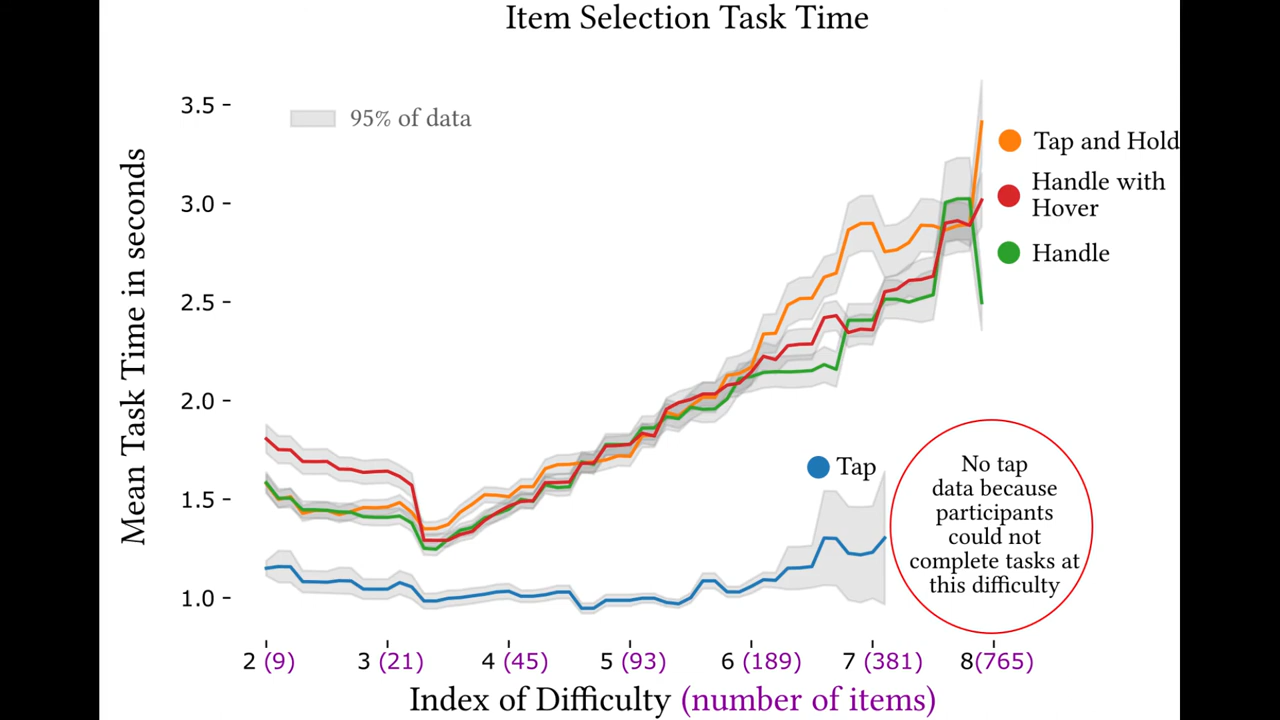 Item Selection Task Time
Mean Task Time in seconds
3.5
3.0
2.5
2.0
1.5
1.0
95% of data
Tap and Hold
Handle with
Hover
Handle
Tap
No tap
data because
participants
could not
complete tasks at
this difficulty
2 (9) 3 (21) 4 (45) 5 (93) 6 (189) 7 (381) 8(765)
Index of Difficulty (number of items)